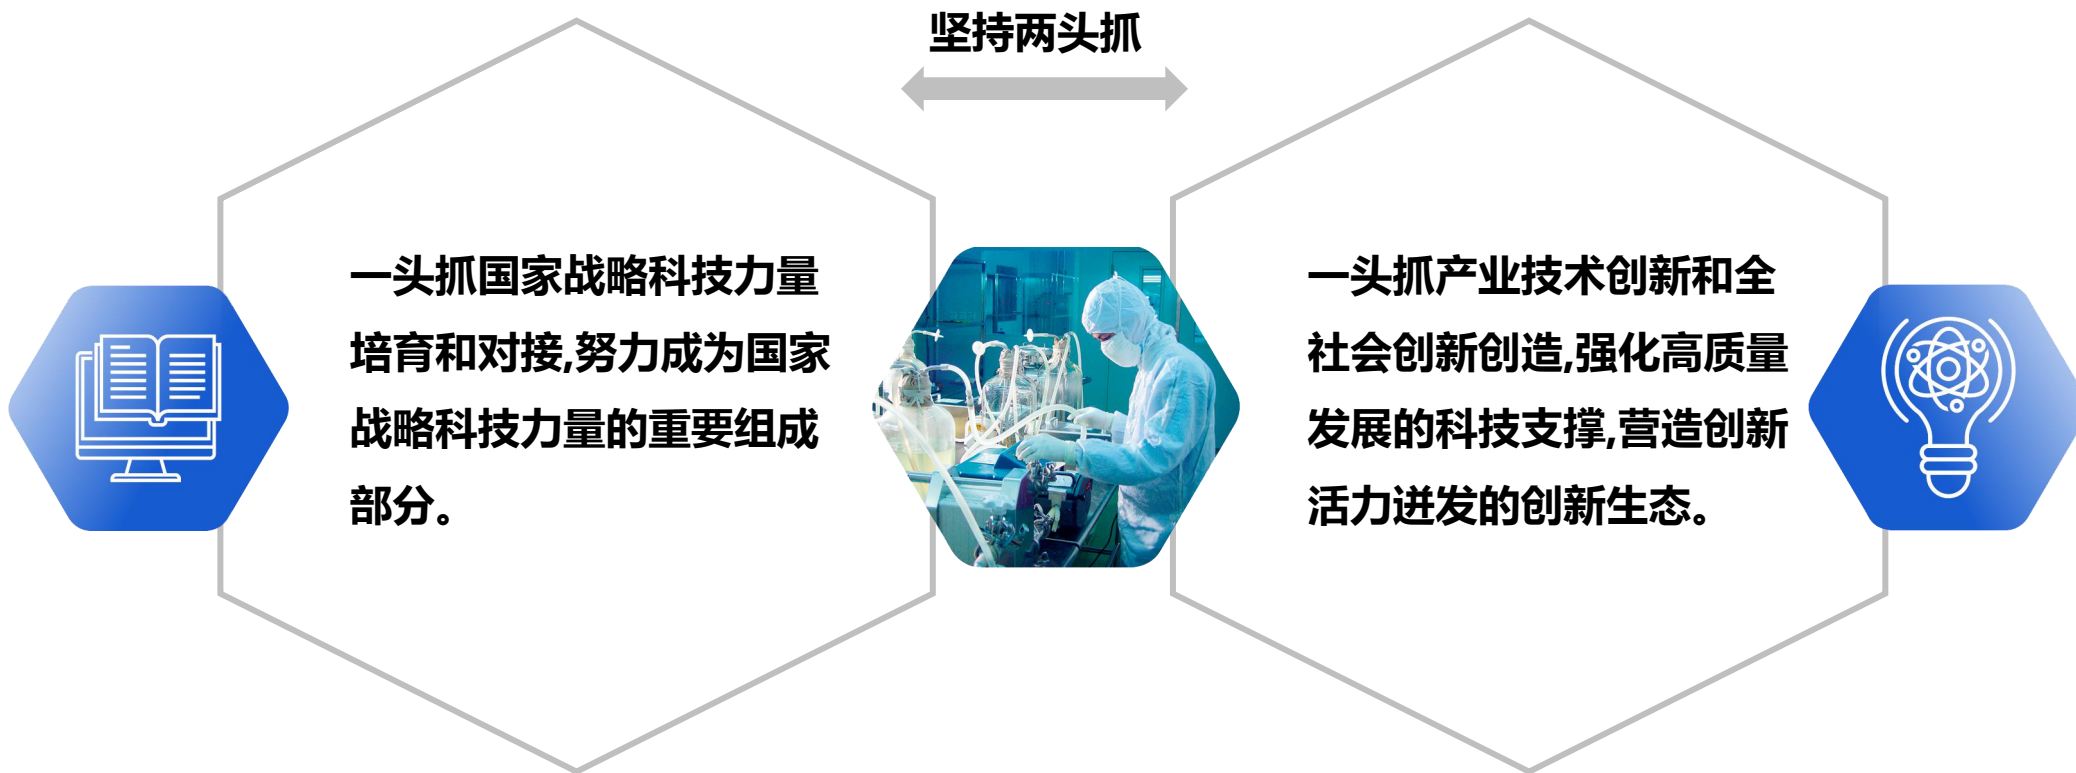 坚持两头抓
一头抓国家战略科技力量
培育和对接,努力成为国家
战略科技力量的重要组成
部分。
一头抓产业技术创新和全
社会创新创造,强化高质量
发展的科技支撑,营造创新
活力迸发的创新生态。